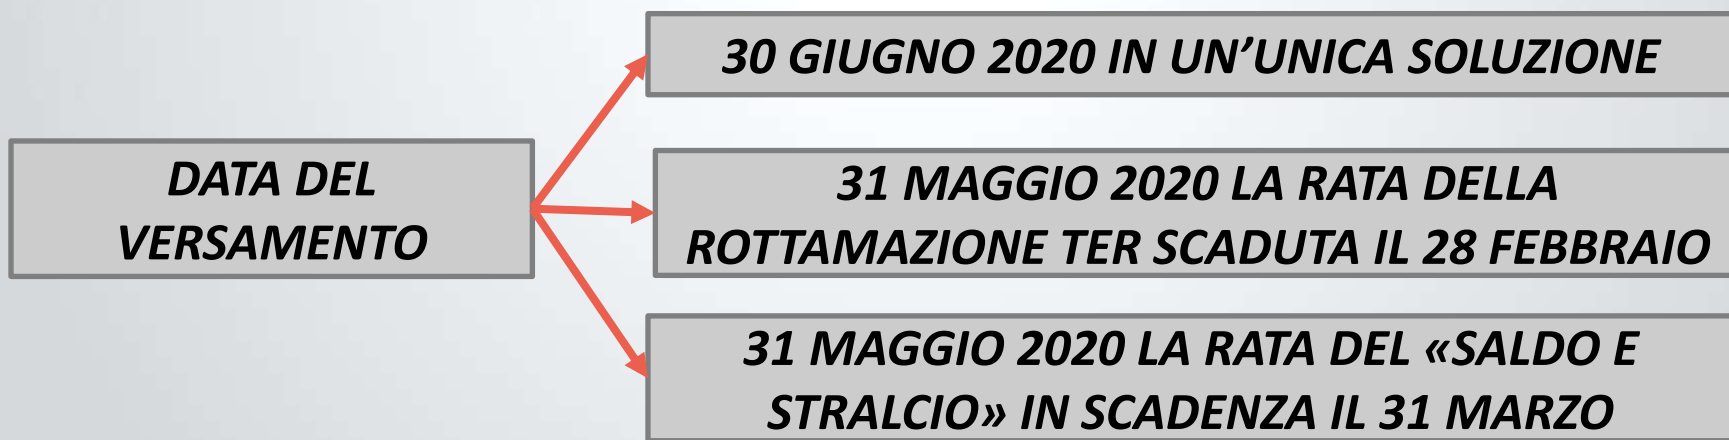 30 GIUGNO 2020 IN UN’UNICA SOLUZIONE
DATA DEL
VERSAMENTO
31 MAGGIO 2020 LA RATA DELLA
ROTTAMAZIONE TER SCADUTA IL 28 FEBBRAIO
31 MAGGIO 2020 LA RATA DEL «SALDO E
STRALCIO» IN SCADENZA IL 31 MARZO